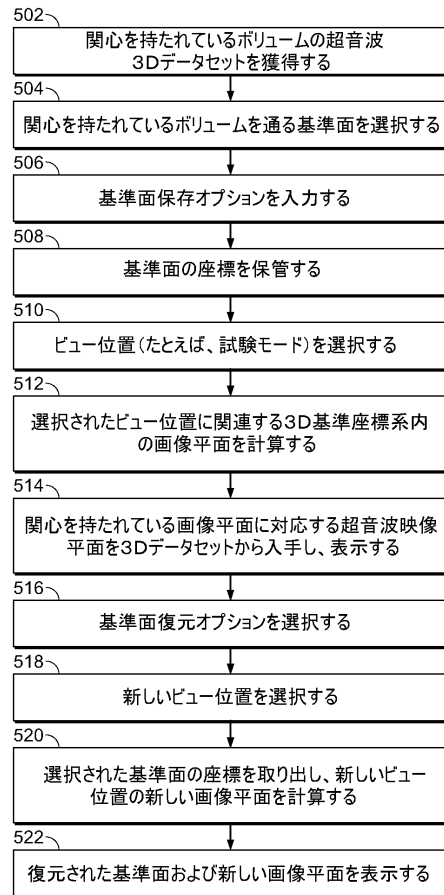 502
関心を持たれているボリュームの超音波
3Dデータセットを獲得する
504
関心を持たれているボリュームを通る基準面を選択する
506
基準面保存オプションを入力する
508
基準面の座標を保管する
510
ビュー位置(たとえば、試験モード)を選択する
512
選択されたビュー位置に関連する3D基準座標系内
の画像平面を計算する
514
関心を持たれている画像平面に対応する超音波映像
平面を3Dデータセットから入手し、表示する
516
基準面復元オプションを選択する
518
新しいビュー位置を選択する
520
選択された基準面の座標を取り出し、新しいビュー
位置の新しい画像平面を計算する
522
復元された基準面および新しい画像平面を表示する